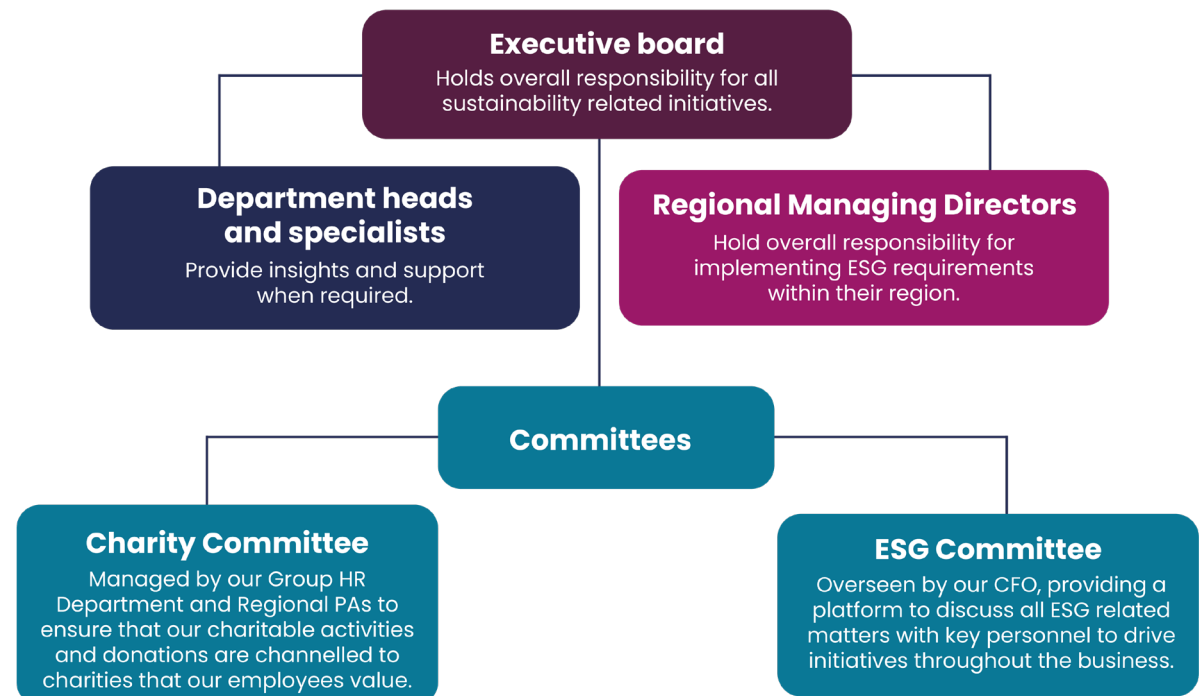 Executive board
Holds overall responsibility for all
sustainability related initiatives.
Department heads
and specialists
Provide insights and support
when required.
Regional Managing Directors
Hold overall responsibility for
implementing ESG requirements
within their region.
Committees
Charity Committee
Managed by our Group HR
Department and Regional PAs to
ensure that our charitable activities
and donations are channelled to
charities that our employees value.
ESG Committee
Overseen by our CFO, providing a
platform to discuss all ESG related
matters with key personnel to drive
initiatives throughout the business.